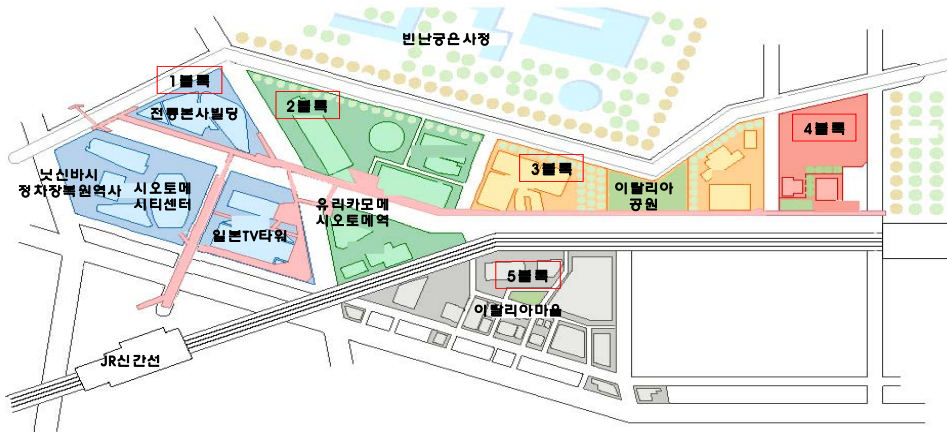 빈난궁은사정
1블록
전통본사빌딩
2블록
4블록
3블록
닛신바시
정차장복원역사
시오토메
시티센터
유리카모메
시오토메역
이탈리아
공원
일본TV타워
5블록
이탈리아마을
JR신간선